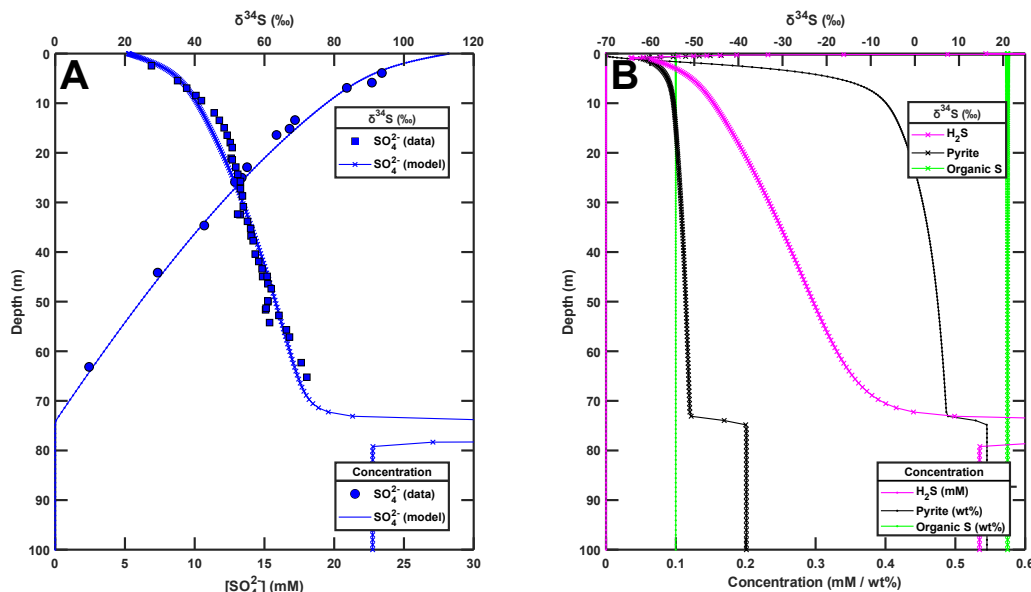 δ³⁴S (‰)
0 20 40 60 80 100 120
A
δ³⁴S (‰)
SO₄²⁻ (data)
SO₄²⁻ (model)
Concentration
SO₄²⁻ (data)
SO₄²⁻ (model)
Depth (m)
0
10
20
30
40
50
60
70
80
90
100
0 5 10 15 20 25 30
[SO₄²⁻] (mM)
δ³⁴S (‰)
-70 -60 -50 -40 -30 -20 -10 0 10 20
B
δ³⁴S (‰)
H₂S
Pyrite
Organic S
Concentration
H₂S (mM)
Pyrite (wt%)
Organic S (wt%)
Depth (m)
0
10
20
30
40
50
60
70
80
90
100
0.1 0.2 0.3 0.4 0.5 0.6
Concentration (mM / wt%)